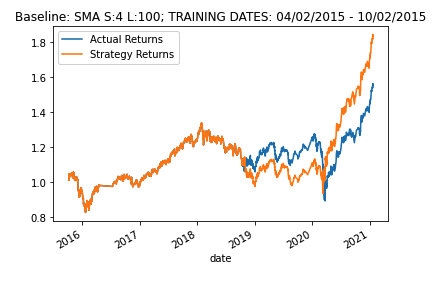 Baseline: SMA S:4 L:100; TRAINING DATES: 04/02/2015 - 10/02/2015
Actual Returns
Strategy Returns
1.8
1.6
1.4
1.2
1.0
0.8
2016 2017 2018 2019 2020 2021
date